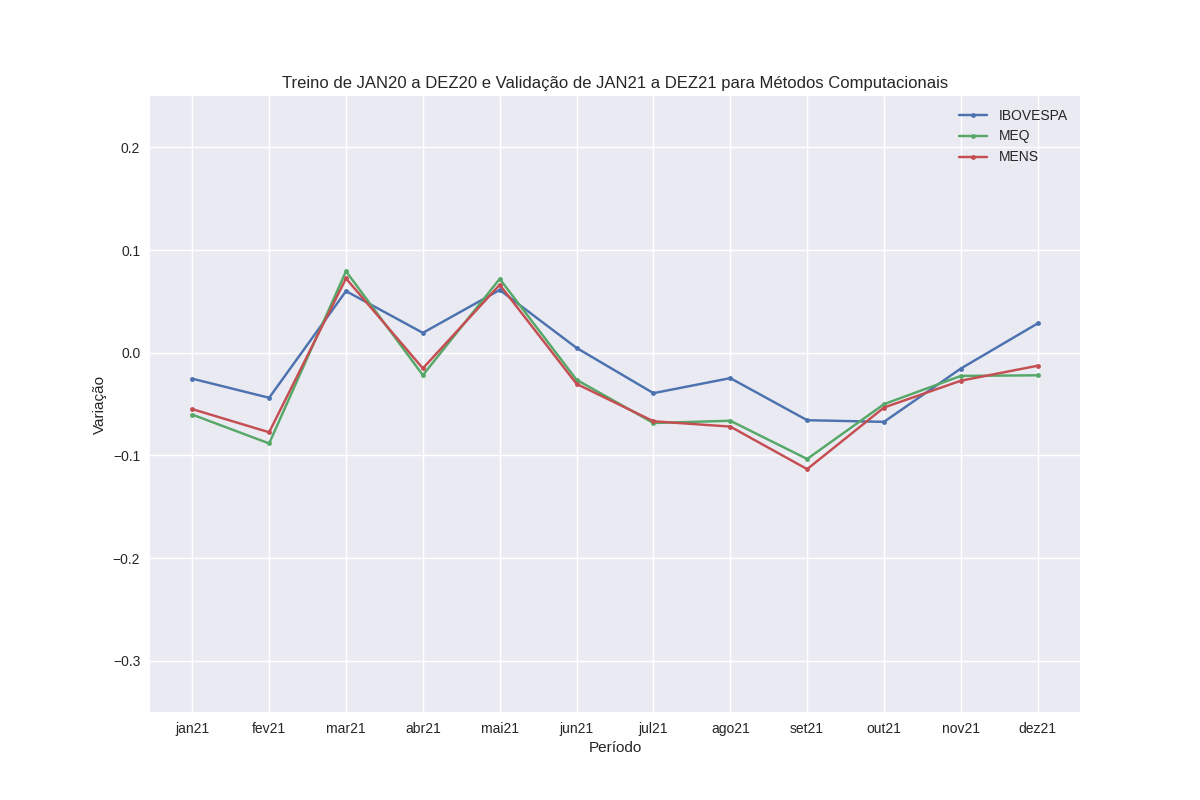 Treino de JAN20 a DEZ20 e Validação de JAN21 a DEZ21 para Métodos Computacionais
IBOVESPA
MEQ
MENS
0.2
0.1
0.0
−0.1
−0.2
−0.3
Variação
jan21 fev21 mar21 abr21 mai21 jun21 jul21 ago21 set21 out21 nov21 dez21
Período